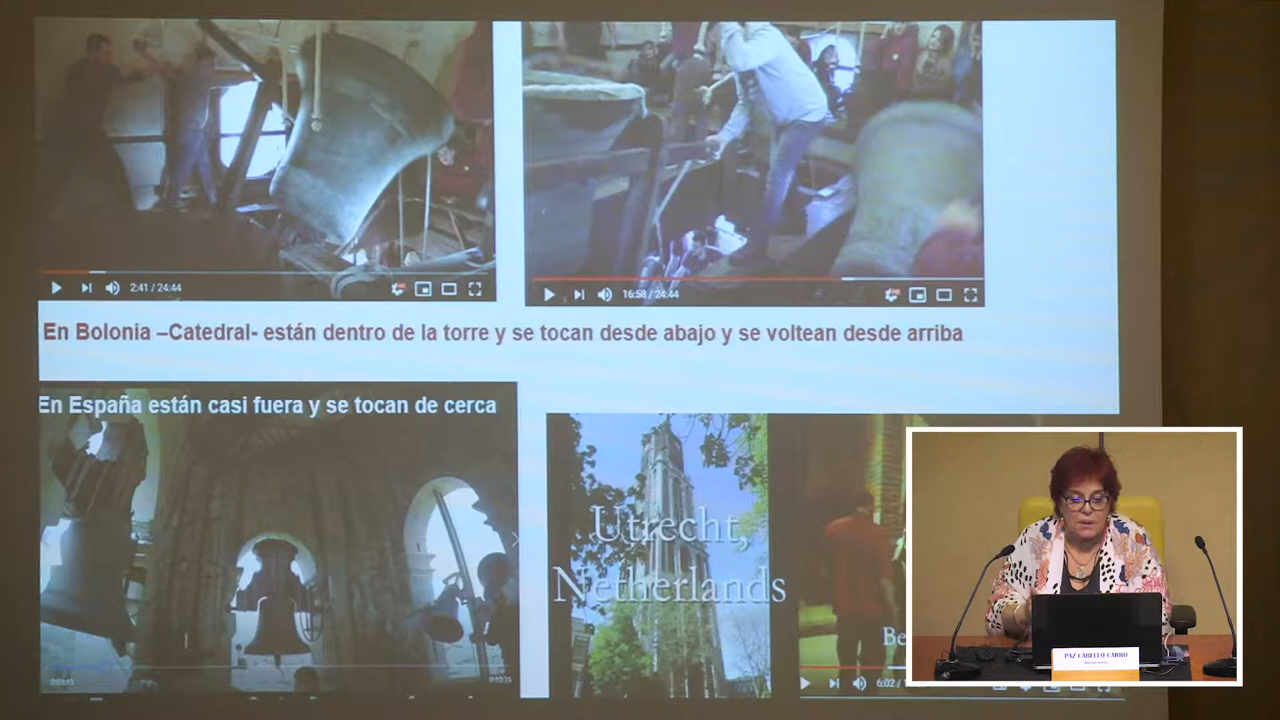 2:41 / 24:44
16:58 / 24:44
En Bolonia –Catedral- están dentro de la torre y se tocan desde abajo y se voltean desde arriba
En España están casi fuera y se tocan de cerca
Utrecht,
Netherlands
Be
6:02 /
PAZ CABELLO CARRO